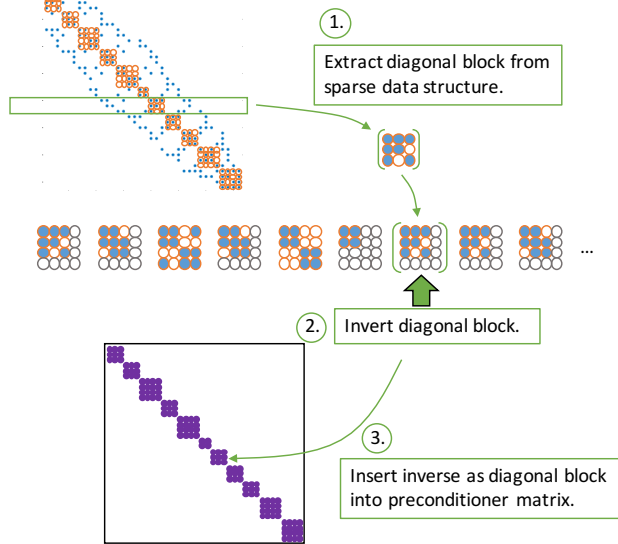 1.
Extract diagonal block from
sparse data structure.
...
2.
Invert diagonal block.
3.
Insert inverse as diagonal block
into preconditioner matrix.